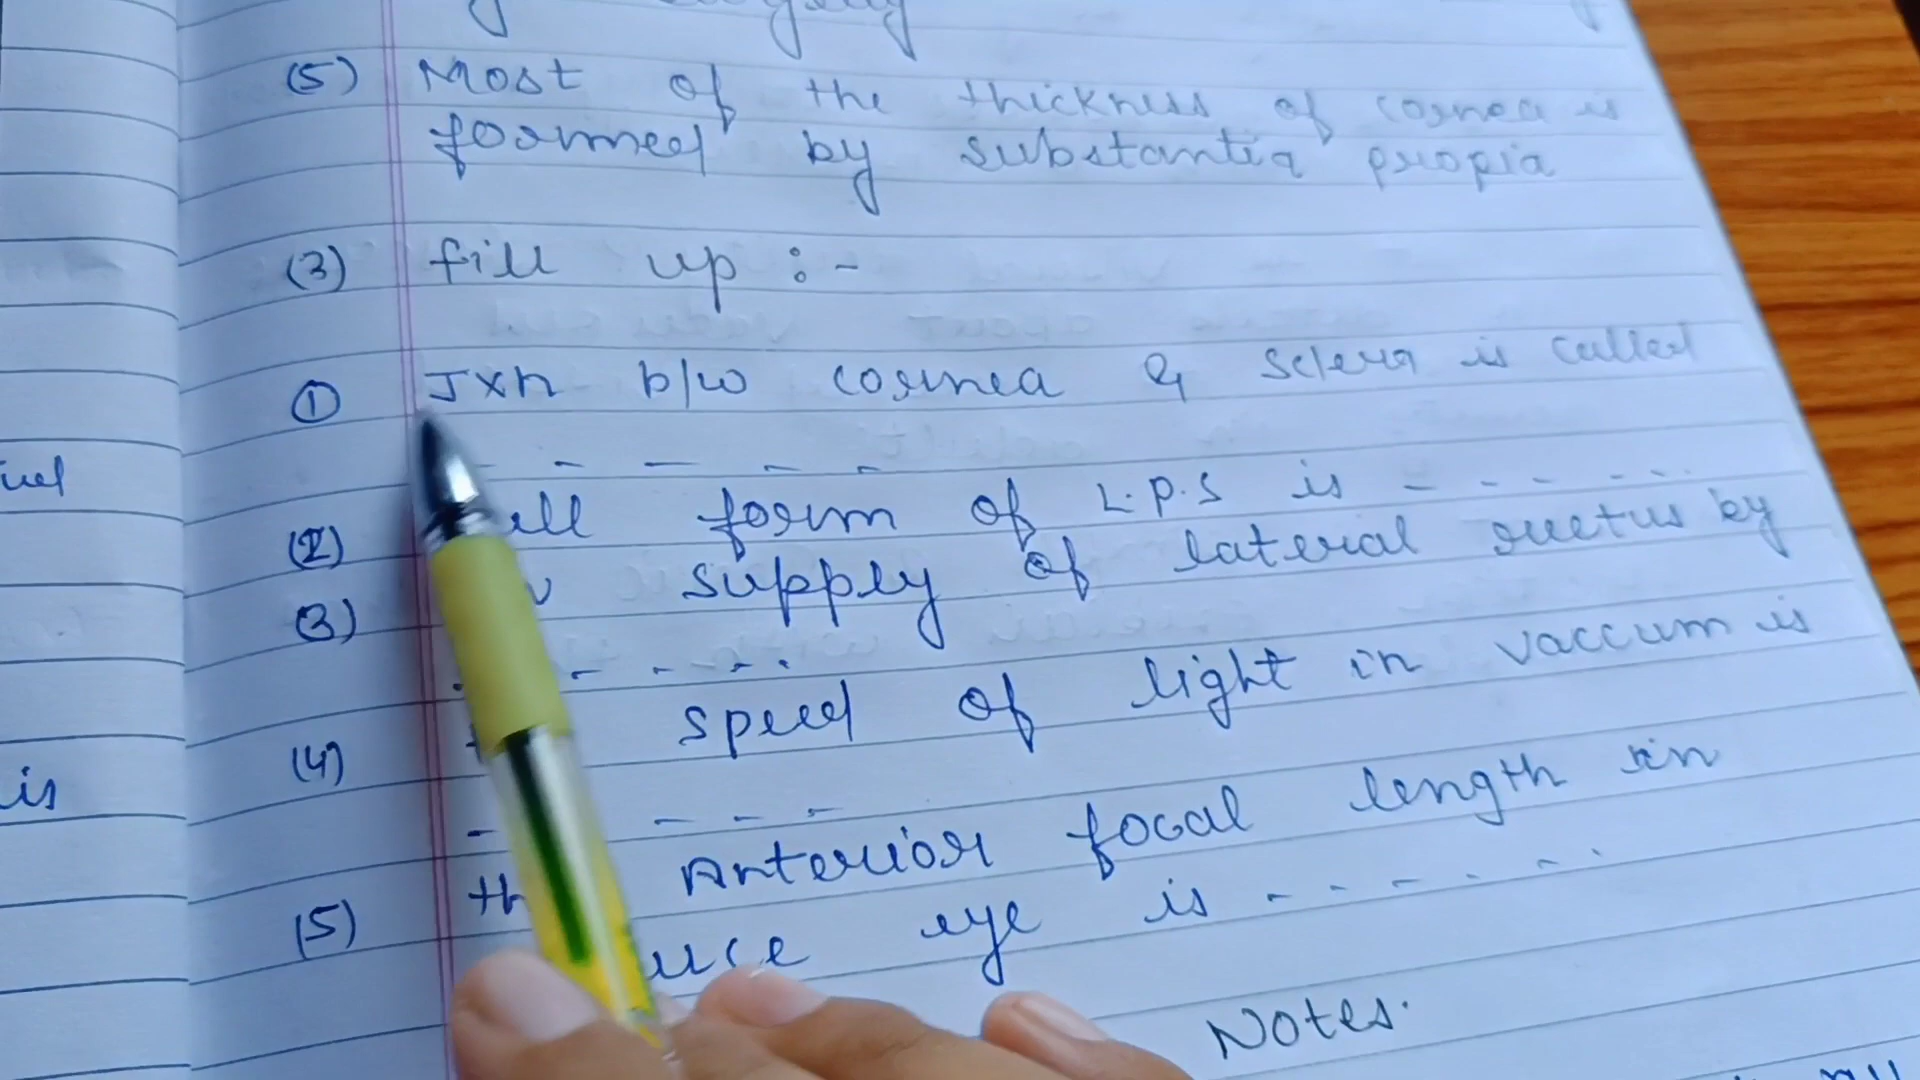 (5) Most of the thickness of cornea is
formed by substantia propia
(3) fill up :-
① Jxn b/w cornea & sclera is called
- - - - -
(2) ull form of L.P.S is - - - - - -
(3) supply of lateral rectus by
. - - - - .
(4) speed of light in vaccum is
- - - - -
(5) th Anterior focal length in
uce eye is - - - - - -
Notes.
is